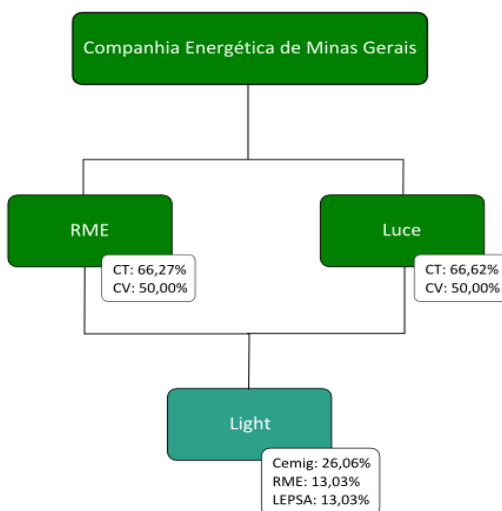 Companhia Energética de Minas Gerais
RME
Luce
CT: 66,27%
CV: 50,00%
CT: 66,62%
CV: 50,00%
Light
Cemig: 26,06%
RME: 13,03%
LEPSA: 13,03%